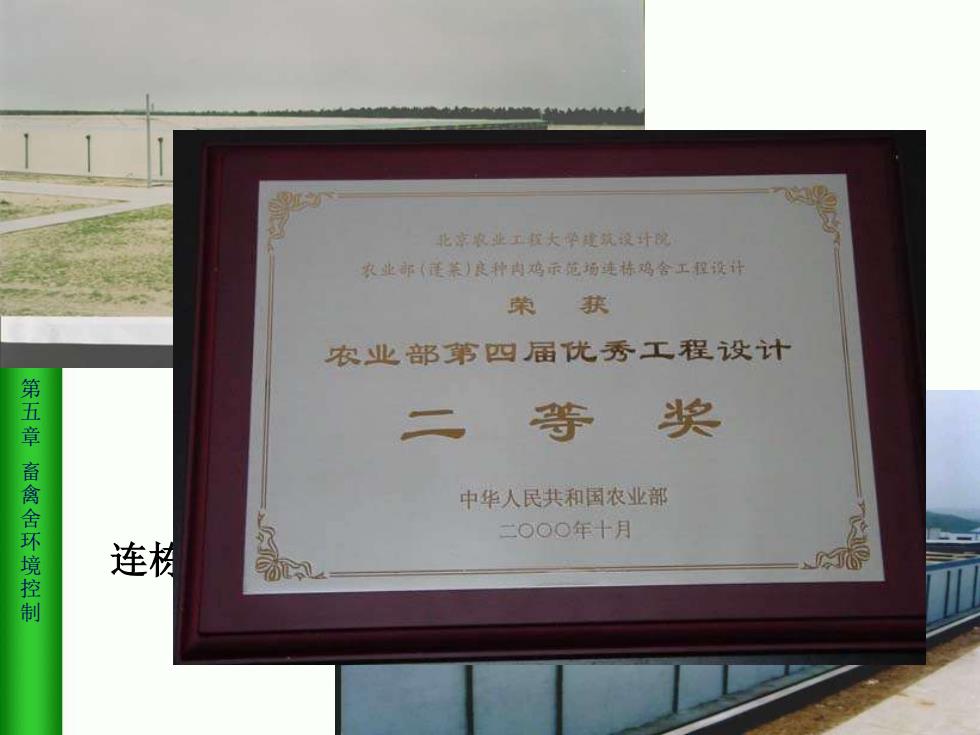 北京农业工程大学建筑设计院
农业部(蓬莱)良种肉鸡示范场连栋鸡舍工程设计
荣 获
农业部第四届优秀工程设计
二 等 奖
中华人民共和国农业部
二〇〇〇年十月
第五章 畜禽舍环境控制
连栋